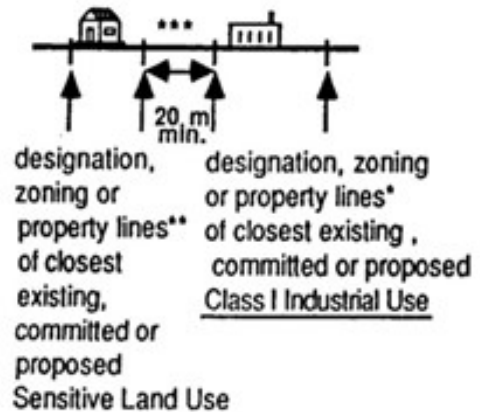 ***
20 m
min.
designation,
zoning or
property lines**
of closest
existing,
committed or
proposed
Sensitive Land Use
designation, zoning
or property lines*
of closest existing ,
committed or proposed
Class I Industrial Use